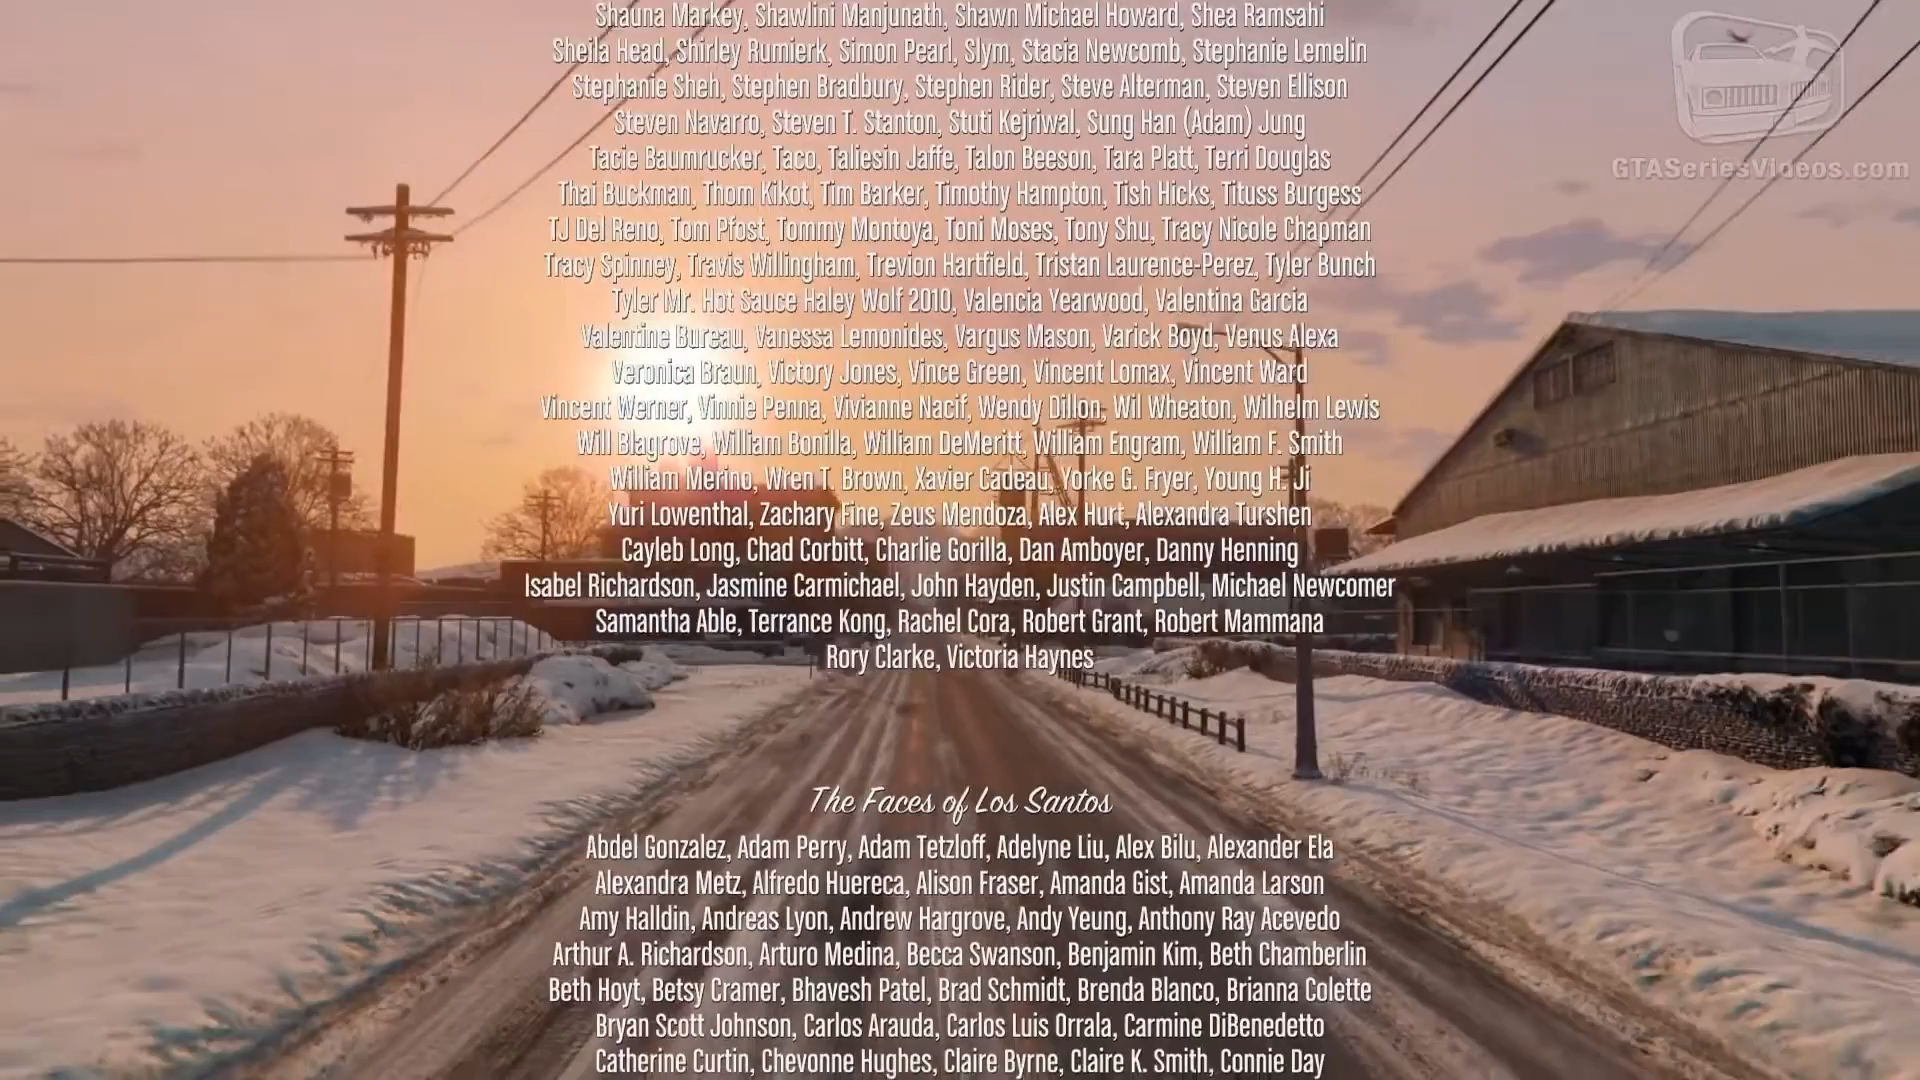 Shauna Markey, Shawlini Manjunath, Shawn Michael Howard, Shea Ramsahi
Sheila Head, Shirley Rumierk, Simon Pearl, Slym, Stacia Newcomb, Stephanie Lemelin
Stephanie Sheh, Stephen Bradbury, Stephen Rider, Steve Alterman, Steven Ellison
Steven Navarro, Steven T. Stanton, Stuti Kejriwal, Sung Han (Adam) Jung
Tacie Baumrucker, Taco, Taliesin Jaffe, Talon Beeson, Tara Platt, Terri Douglas
Thai Buckman, Thom Kikot, Tim Barker, Timothy Hampton, Tish Hicks, Tituss Burgess
TJ Del Reno, Tom Pfost, Tommy Montoya, Toni Moses, Tony Shu, Tracy Nicole Chapman
Tracy Spinney, Travis Willingham, Trevion Hartfield, Tristan Laurence-Perez, Tyler Bunch
Tyler Mr. Hot Sauce Haley Wolf 2010, Valencia Yearwood, Valentina Garcia
Valentine Bureau, Vanessa Lemonides, Vargus Mason, Varick Boyd, Venus Alexa
Veronica Braun, Victory Jones, Vince Green, Vincent Lomax, Vincent Ward
Vincent Werner, Vinnie Penna, Vivianne Nacif, Wendy Dillon, Wil Wheaton, Wilhelm Lewis
Will Blagrove, William Bonilla, William DeMeritt, William Engram, William F. Smith
William Merino, Wren T. Brown, Xavier Cadeau, Yorke G. Fryer, Young H. Ji
Yuri Lowenthal, Zachary Fine, Zeus Mendoza, Alex Hurt, Alexandra Turshen
Cayleb Long, Chad Corbitt, Charlie Gorilla, Dan Amboyer, Danny Henning
Isabel Richardson, Jasmine Carmichael, John Hayden, Justin Campbell, Michael Newcomer
Samantha Able, Terrance Kong, Rachel Cora, Robert Grant, Robert Mammana
Rory Clarke, Victoria Haynes
GTASeriesVideos.com
The Faces of Los Santos
Abdel Gonzalez, Adam Perry, Adam Tetzloff, Adelyne Liu, Alex Bilu, Alexander Ela
Alexandra Metz, Alfredo Huereca, Alison Fraser, Amanda Gist, Amanda Larson
Amy Halldin, Andreas Lyon, Andrew Hargrove, Andy Yeung, Anthony Ray Acevedo
Arthur A. Richardson, Arturo Medina, Becca Swanson, Benjamin Kim, Beth Chamberlin
Beth Hoyt, Betsy Cramer, Bhavesh Patel, Brad Schmidt, Brenda Blanco, Brianna Colette
Bryan Scott Johnson, Carlos Arauda, Carlos Luis Orrala, Carmine DiBenedetto
Catherine Curtin, Chevonne Hughes, Claire Byrne, Claire K. Smith, Connie Day